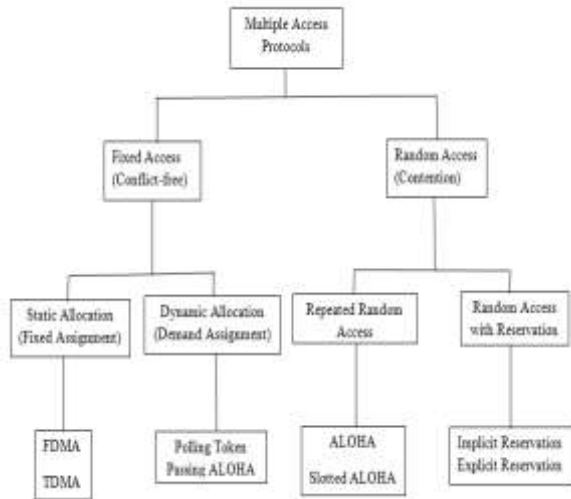 Multiple Access
Protocols
Fixed Access
(Conflict-free)
Random Access
(Contention)
Static Allocation
(Fixed Assignment)
Dynamic Allocation
(Demand Assignment)
Repeated Random
Access
Random Access
with Reservation
FDMA
TDMA
Polling Token
Passing ALOHA
ALOHA
Slotted ALOHA
Implicit Reservation
Explicit Reservation